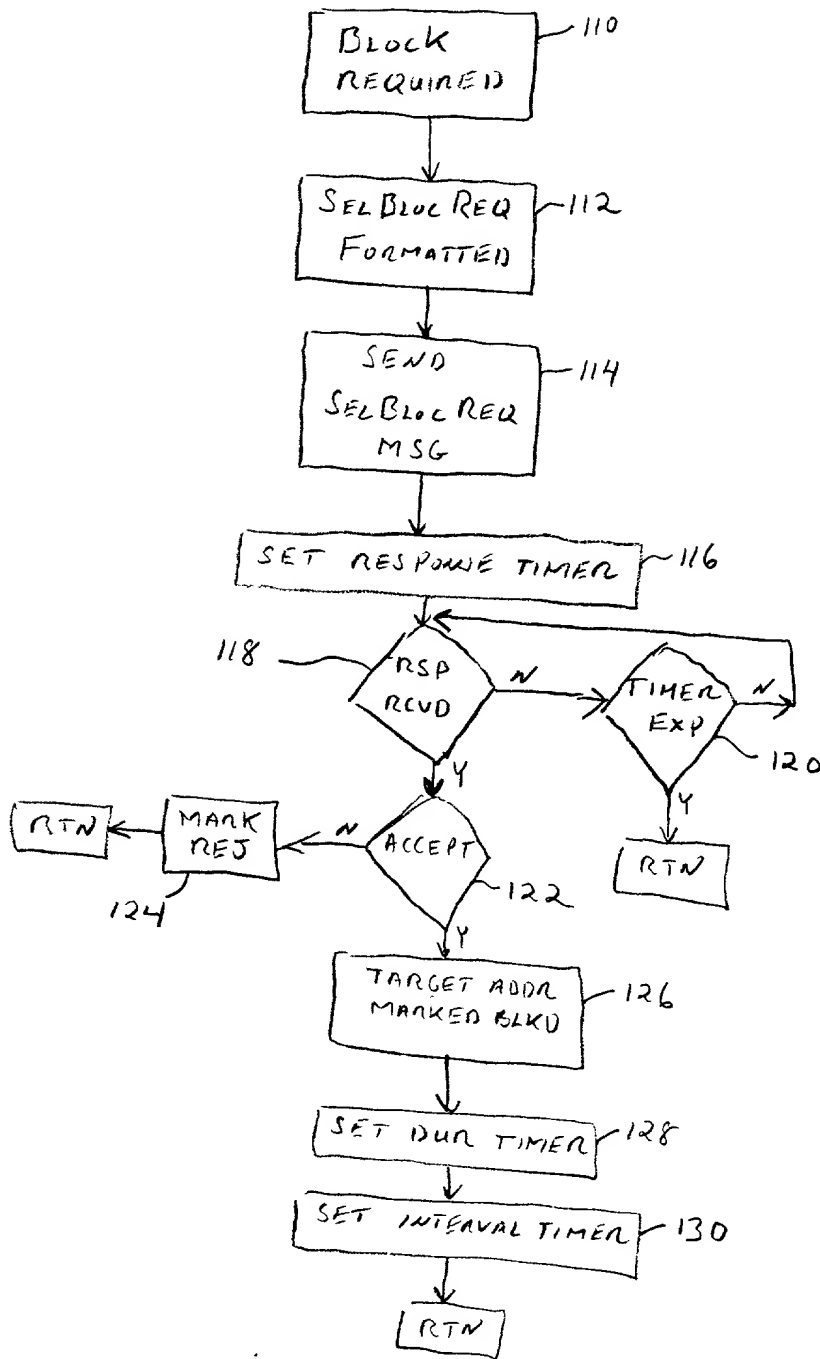 BLOCK
REQUIRED
110
SELBLOCREQ
FORMATTED
112
SEND
SELBLOCREQ
MSG
114
SET RESPONSE TIMER
116
118
RSP
RCVD
N
TIMER
EXP
N
120
Y
Y
RTN
MARK
REJ
N
ACCEPT
RTN
124
122
Y
TARGET ADDR
MARKED BLKD
126
SET DUR TIMER
128
SET INTERVAL TIMER
130
RTN